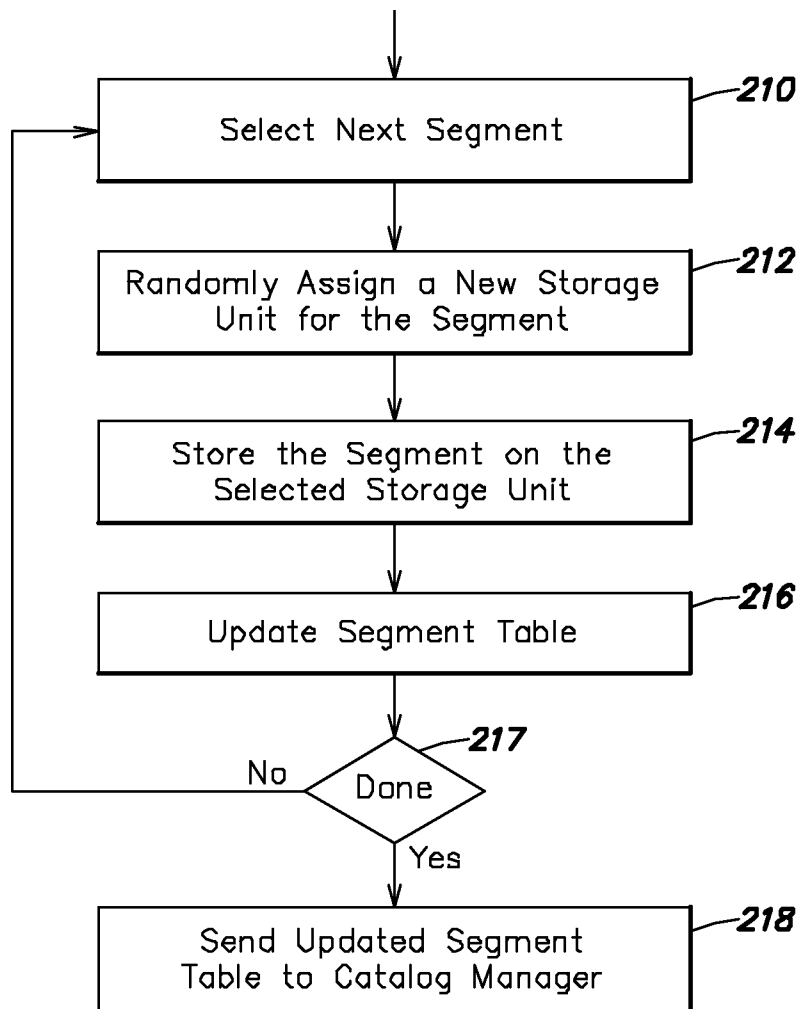 210
Select Next Segment
212
Randomly Assign a New Storage
Unit for the Segment
214
Store the Segment on the
Selected Storage Unit
216
Update Segment Table
217
No
Done
Yes
218
Send Updated Segment
Table to Catalog Manager